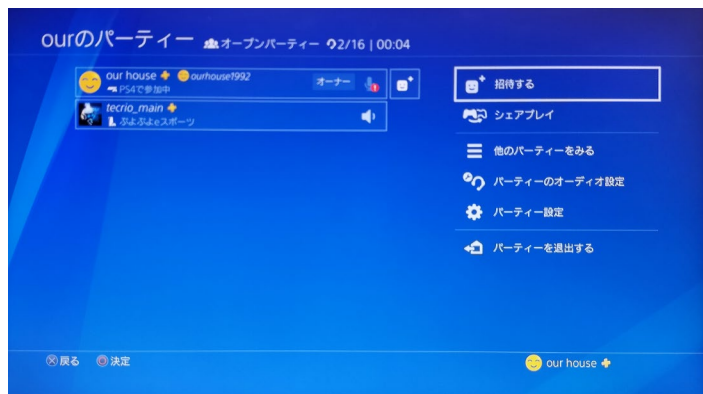 ourのパーティー オープンパーティー 2/16 | 00:04
our house ourhouse1992
PS4で参加中
オーナー
tecrio_main
ぷよぷよeスポーツ
招待する
シェアプレイ
他のパーティーをみる
パーティーのオーディオ設定
パーティー設定
パーティーを退出する
戻る 決定
our house